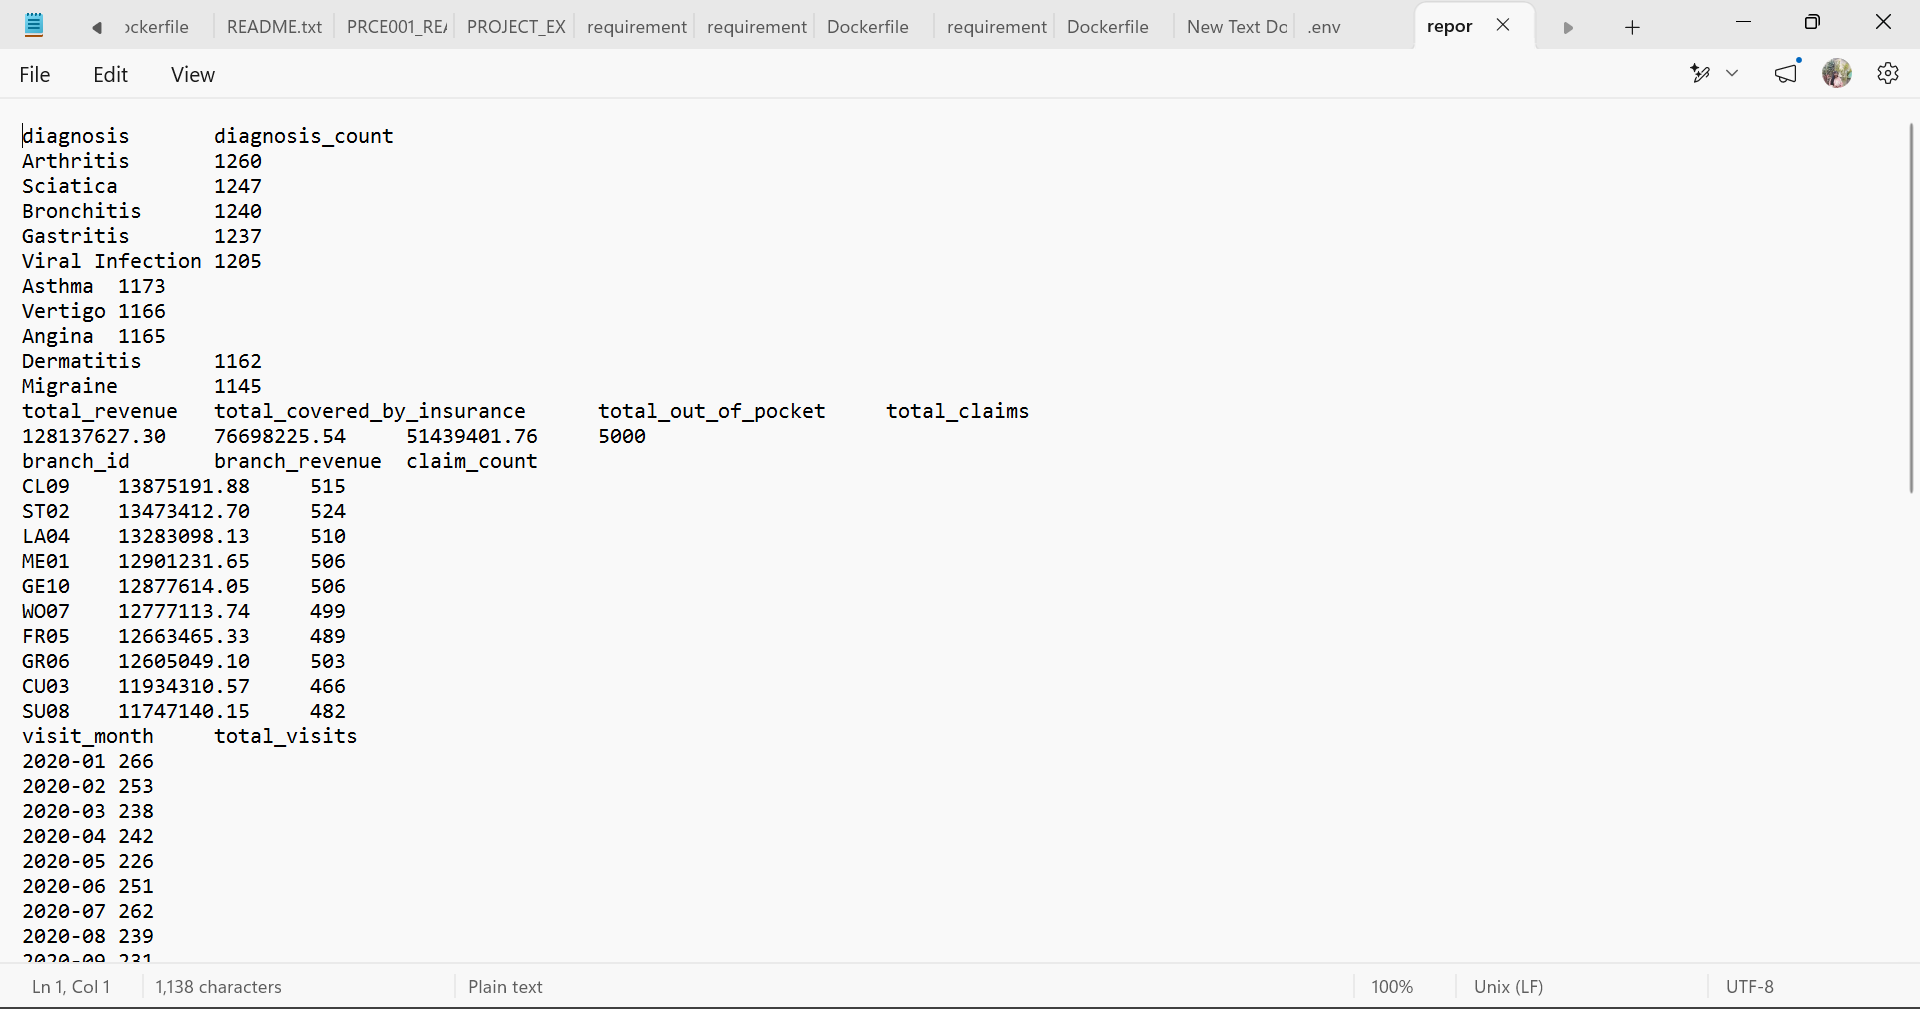 ockerfile README.txt PRCE001_REA PROJECT_EX requirement requirement Dockerfile requirement Dockerfile New Text Do .env repor
File Edit View
diagnosis diagnosis_count
Arthritis 1260
Sciatica 1247
Bronchitis 1240
Gastritis 1237
Viral Infection 1205
Asthma 1173
Vertigo 1166
Angina 1165
Dermatitis 1162
Migraine 1145
total_revenue total_covered_by_insurance total_out_of_pocket total_claims
128137627.30 76698225.54 51439401.76 5000
branch_id branch_revenue claim_count
CL09 13875191.88 515
ST02 13473412.70 524
LA04 13283098.13 510
ME01 12901231.65 506
GE10 12877614.05 506
WO07 12777113.74 499
FR05 12663465.33 489
GR06 12605049.10 503
CU03 11934310.57 466
SU08 11747140.15 482
visit_month total_visits
2020-01 266
2020-02 253
2020-03 238
2020-04 242
2020-05 226
2020-06 251
2020-07 262
2020-08 239
2020-09 231
Ln 1, Col 1 1,138 characters Plain text 100% Unix (LF) UTF-8